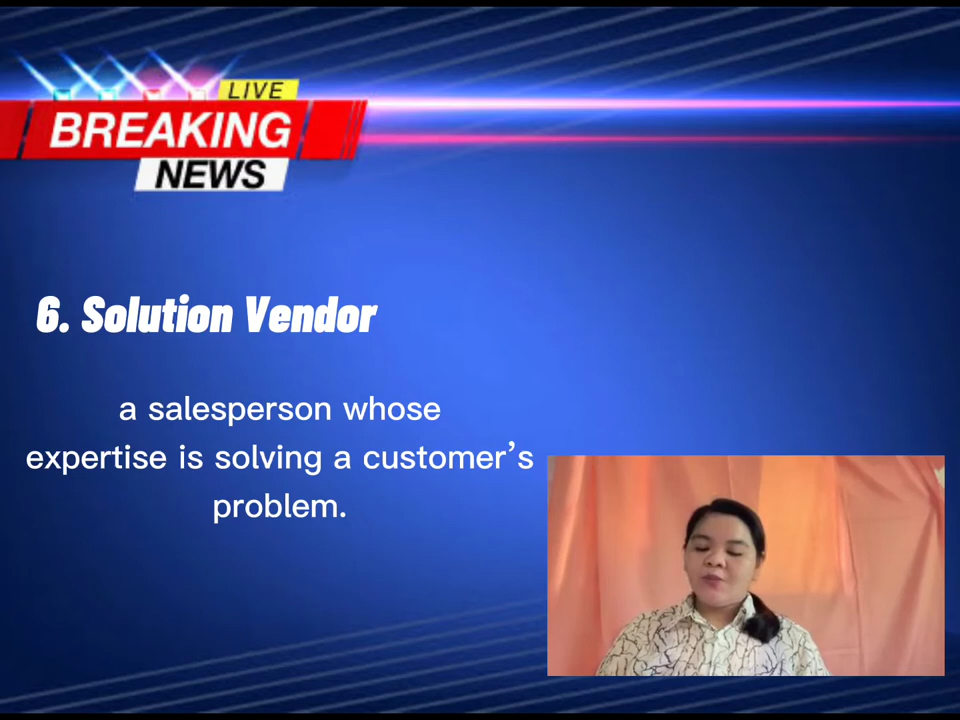 LIVE
BREAKING
NEWS
6. Solution Vendor
a salesperson whose
expertise is solving a customer’s
problem.